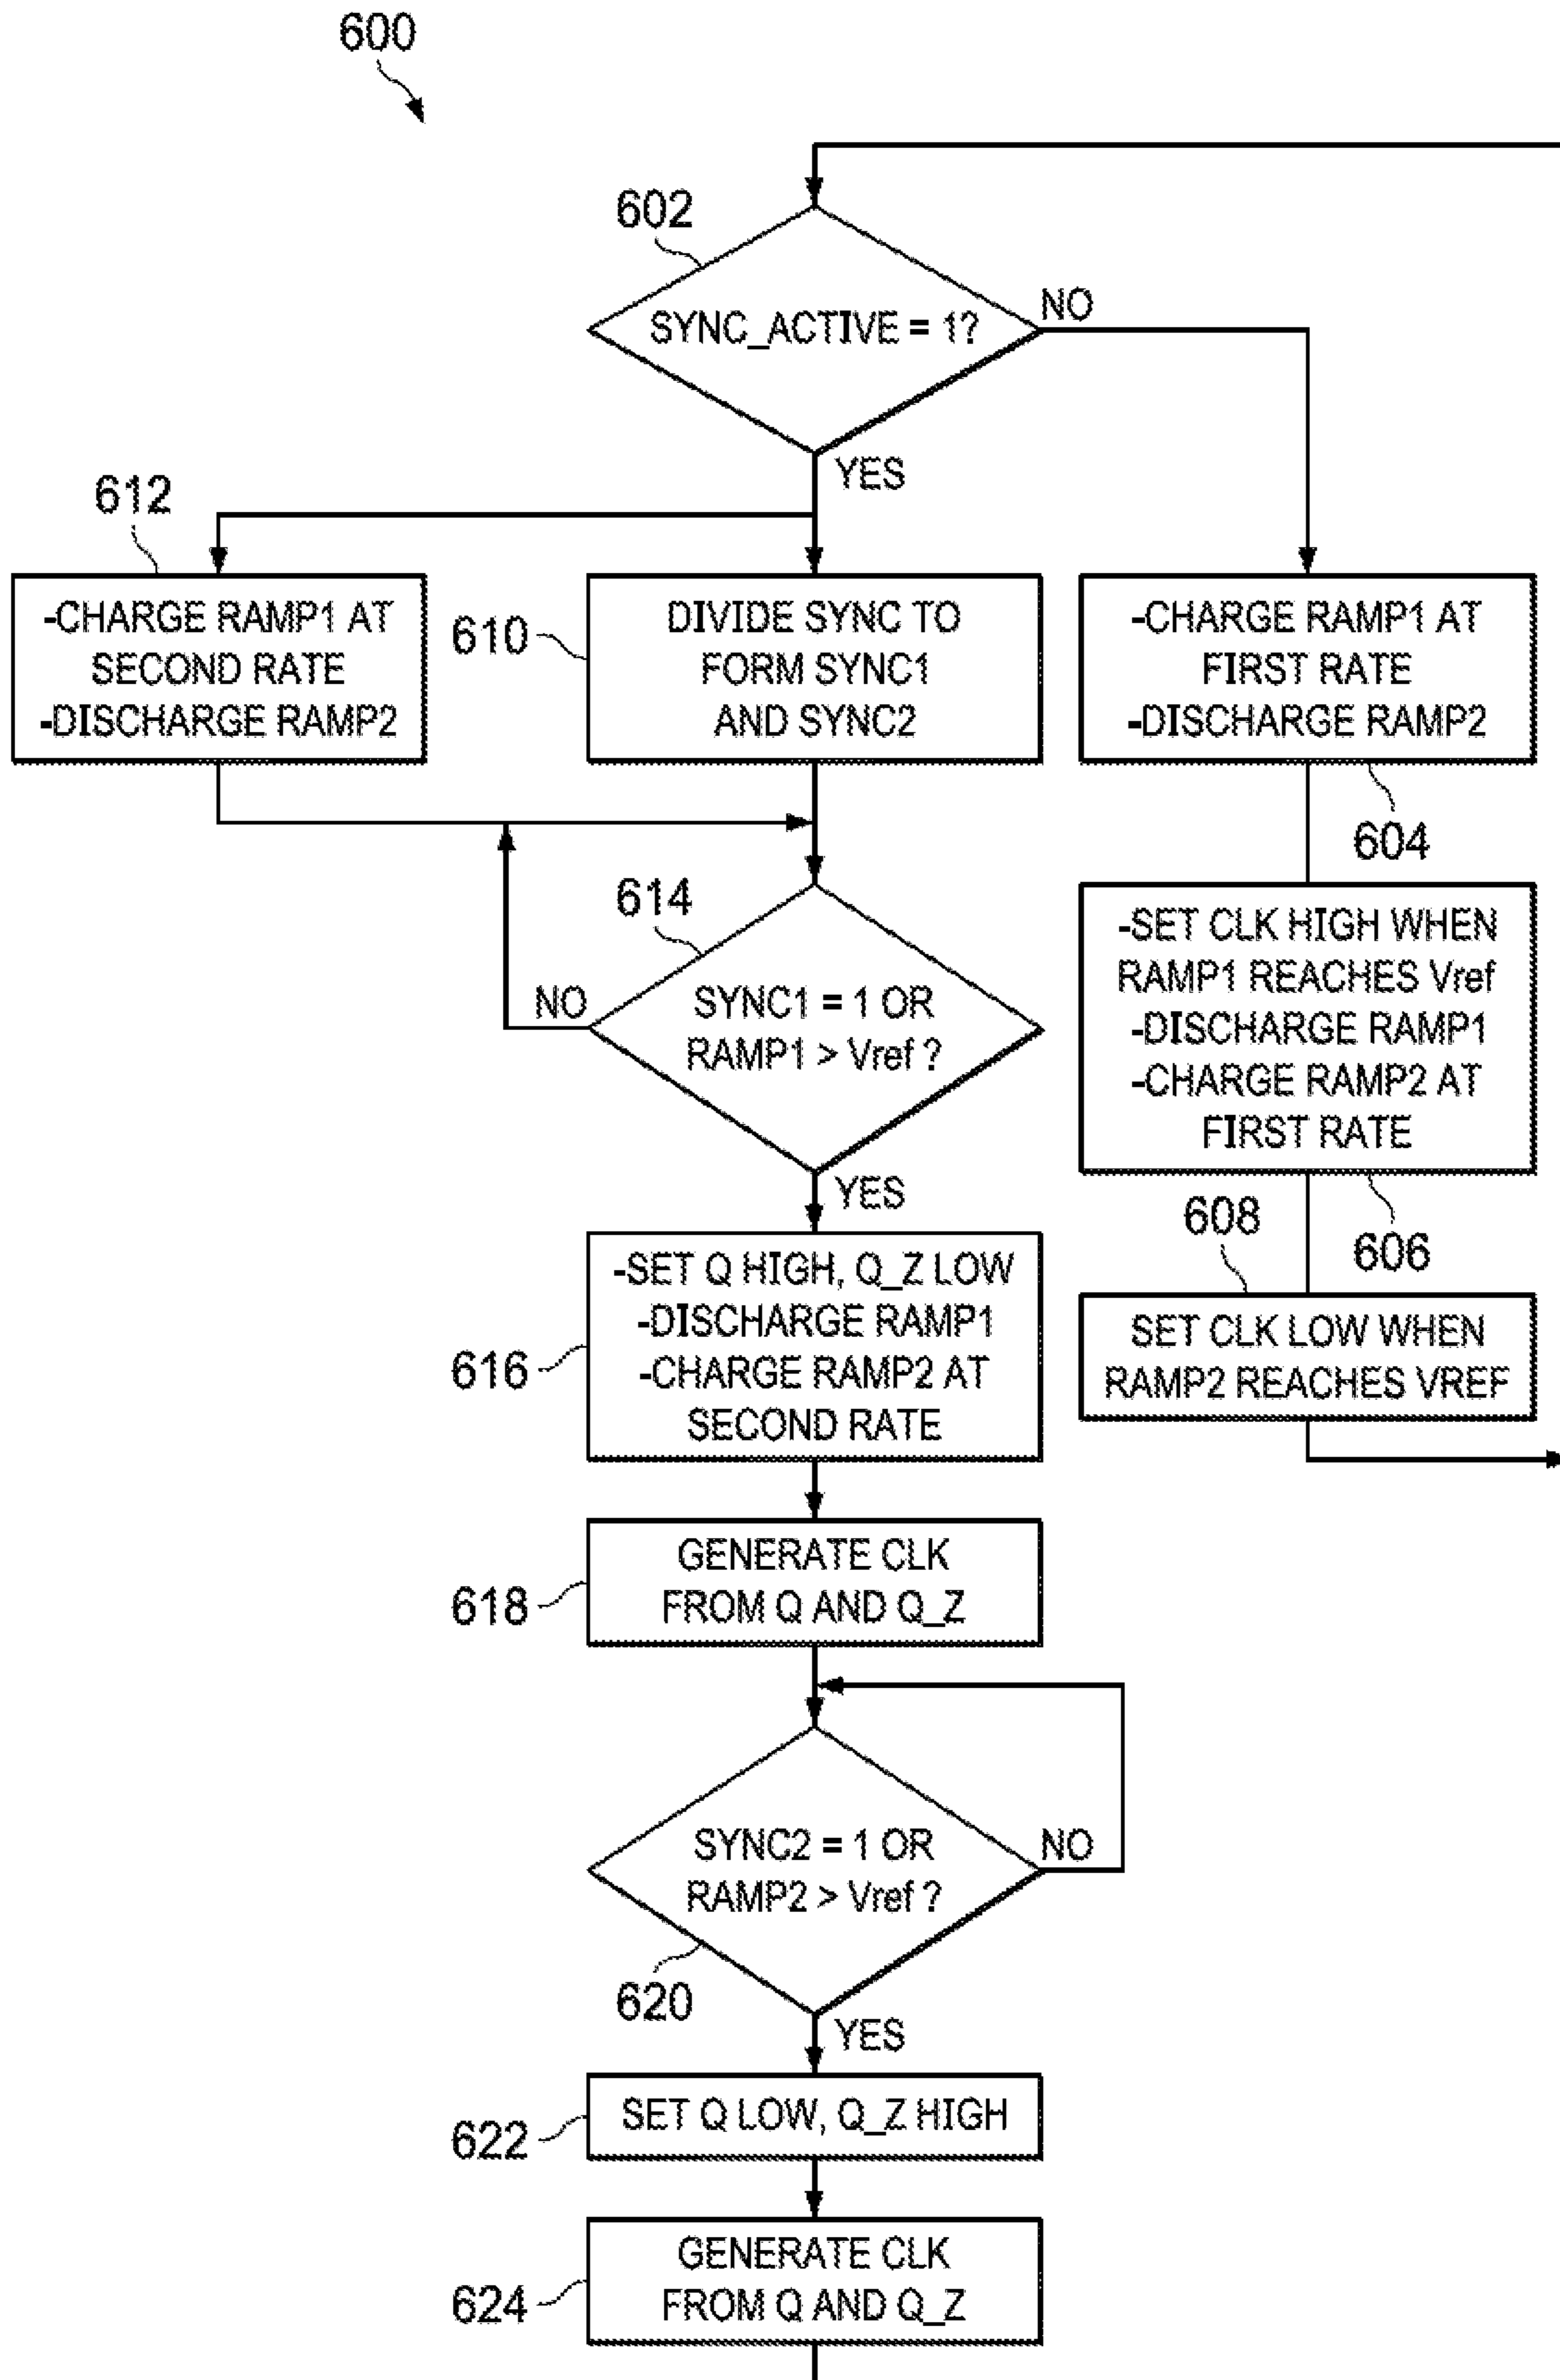 600
602
SYNC_ACTIVE = 1?
NO
YES
612
-CHARGE RAMP1 AT
SECOND RATE
-DISCHARGE RAMP2
610
DIVIDE SYNC TO
FORM SYNC1
AND SYNC2
-CHARGE RAMP1 AT
FIRST RATE
-DISCHARGE RAMP2
604
614
SYNC1 = 1 OR
RAMP1 > Vref ?
NO
YES
-SET CLK HIGH WHEN
RAMP1 REACHES Vref
-DISCHARGE RAMP1
-CHARGE RAMP2 AT
FIRST RATE
606
608
SET CLK LOW WHEN
RAMP2 REACHES VREF
616
-SET Q HIGH, Q_Z LOW
-DISCHARGE RAMP1
-CHARGE RAMP2 AT
SECOND RATE
618
GENERATE CLK
FROM Q AND Q_Z
SYNC2 = 1 OR
RAMP2 > Vref ?
NO
620
YES
622
SET Q LOW, Q_Z HIGH
624
GENERATE CLK
FROM Q AND Q_Z